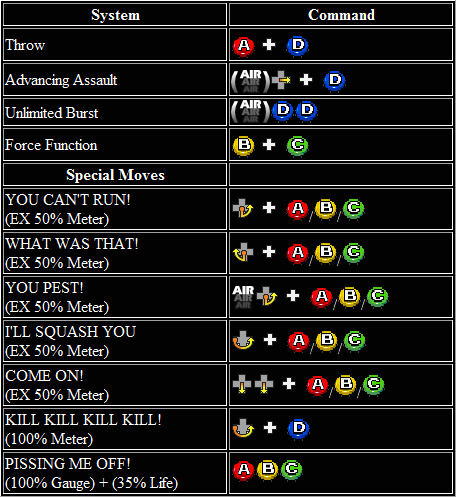 System Command
Throw A + D
Advancing Assault (AIR) + D
Unlimited Burst (AIR) D D
Force Function B + C
Special Moves
YOU CAN'T RUN!
(EX 50% Meter) + A / B / C
WHAT WAS THAT!
(EX 50% Meter) + A / B / C
YOU PEST!
(EX 50% Meter) AIR + A / B / C
I'LL SQUASH YOU
(EX 50% Meter) + A / B / C
COME ON!
(EX 50% Meter) + A / B / C
KILL KILL KILL KILL!
(100% Meter) + D
PISSING ME OFF!
(100% Gauge) + (35% Life) A B C